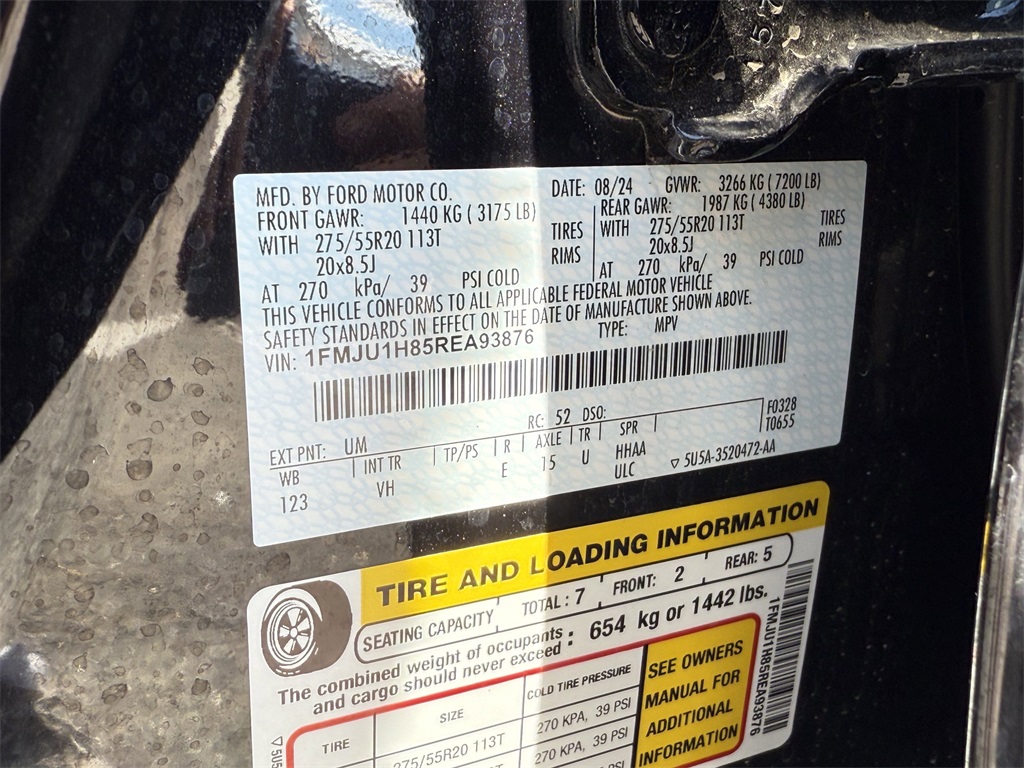 MFD. BY FORD MOTOR CO. DATE: 08/24 GVWR: 3266 KG ( 7200 LB)
FRONT GAWR: 1440 KG ( 3175 LB) REAR GAWR: 1987 KG ( 4380 LB)
WITH 275/55R20 113T TIRES WITH 275/55R20 113T TIRES
20x8.5J RIMS 20x8.5J RIMS
AT 270 kPa/ 39 PSI COLD AT 270 kPa/ 39 PSI COLD
THIS VEHICLE CONFORMS TO ALL APPLICABLE FEDERAL MOTOR VEHICLE
SAFETY STANDARDS IN EFFECT ON THE DATE OF MANUFACTURE SHOWN ABOVE.
VIN: 1FMJU1H85REA93876 TYPE: MPV
EXT PNT: UM RC: 52 DSO: F0328
WB INT TR TP/PS R AXLE TR SPR T0655
123 VH E 15 U HHAA
ULC 5U5A-3520472-AA
TIRE AND LOADING INFORMATION
SEATING CAPACITY TOTAL : 7 FRONT: 2 REAR: 5
The combined weight of occupants
and cargo should never exceed : 654 kg or 1442 lbs.
TIRE SIZE COLD TIRE PRESSURE
275/55R20 113T 270 KPA, 39 PSI
270 KPA, 39 PSI
SEE OWNERS
MANUAL FOR
ADDITIONAL
INFORMATION
1FMJU1H85REA93876